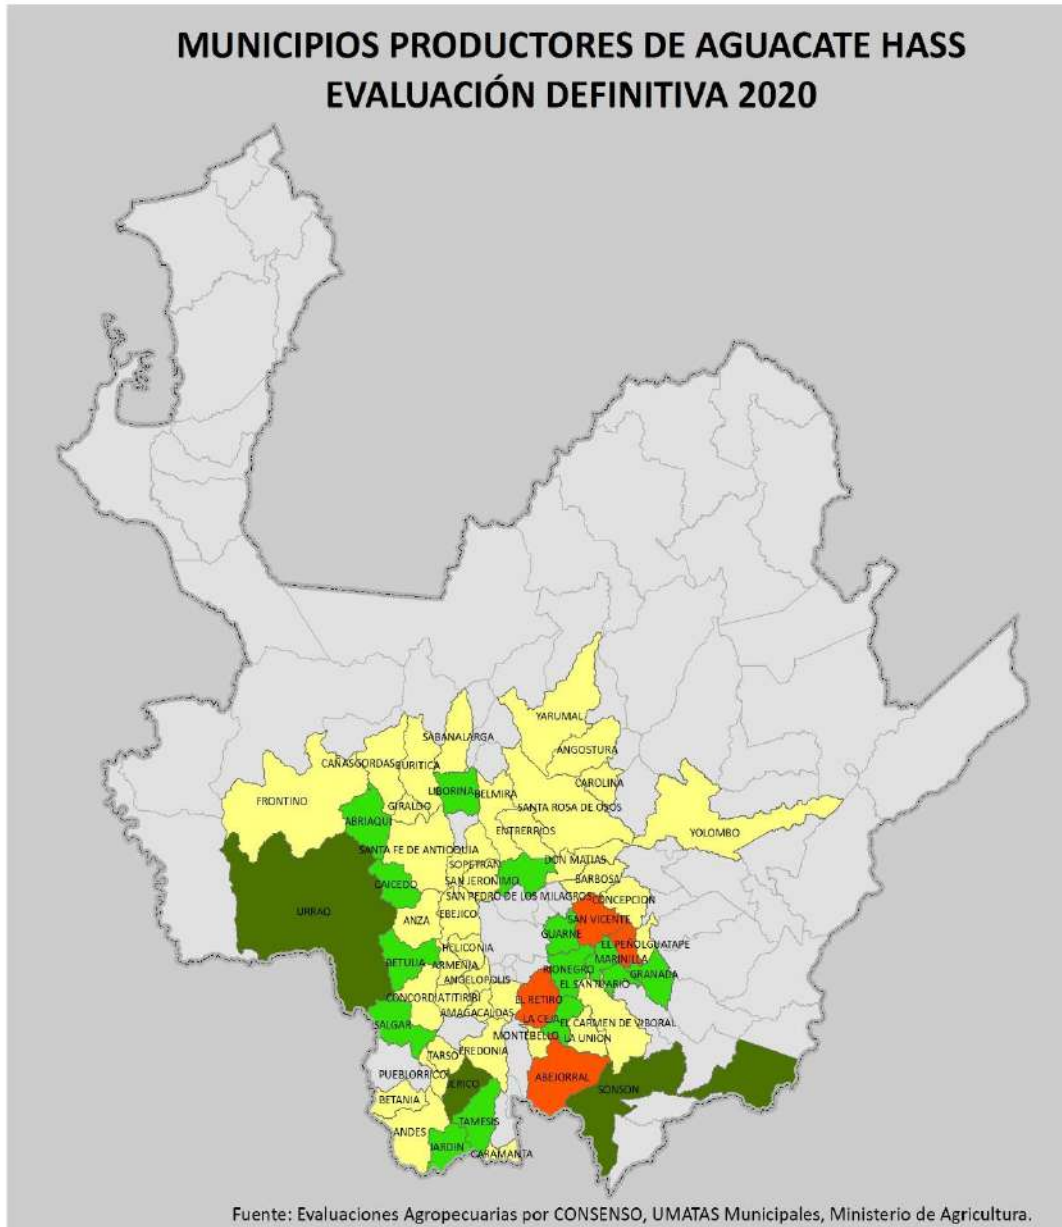 MUNICIPIOS PRODUCTORES DE AGUACATE HASS
EVALUACIÓN DEFINITIVA 2020
YARUMAL
SABANALARGA
ANGOSTURA
CAÑASGORDAS
BURITICA
CAROLINA
LIBORINA
BELMIRA
FRONTINO
GIRALDO
SANTA ROSA DE OSOS
ABRIAQUI
ENTRERRIOS
YOLOMBO
SANTA FE DE ANTIOQUIA
SOPETRAN
DON MATIAS
CAICEDO
SAN JERONIMO
BARBOSA
SAN PEDRO DE LOS MILAGROS
CONCEPCION
URRAO
ANZA
EBEJICO
SAN VICENTE
GUARNE
HELICONIA
EL PEÑOL
GUATAPE
BETULIA
ARMENIA
MARINILLA
RIONEGRO
GRANADA
ANGELOPOLIS
EL SANTUARIO
CONCORDIA
TITIRIBI
EL RETIRO
AMAGA
CALDAS
LA CEJA
SALGAR
EL CARMEN DE VIBORAL
MONTEBELLO
LA UNION
TARSO
FREDONIA
PUEBLORRICO
JERICO
ABEJORRAL
SONSON
BETANIA
TAMESIS
ANDES
JARDIN
CARAMANTA
Fuente: Evaluaciones Agropecuarias por CONSENSO, UMATAS Municipales, Ministerio de Agricultura.